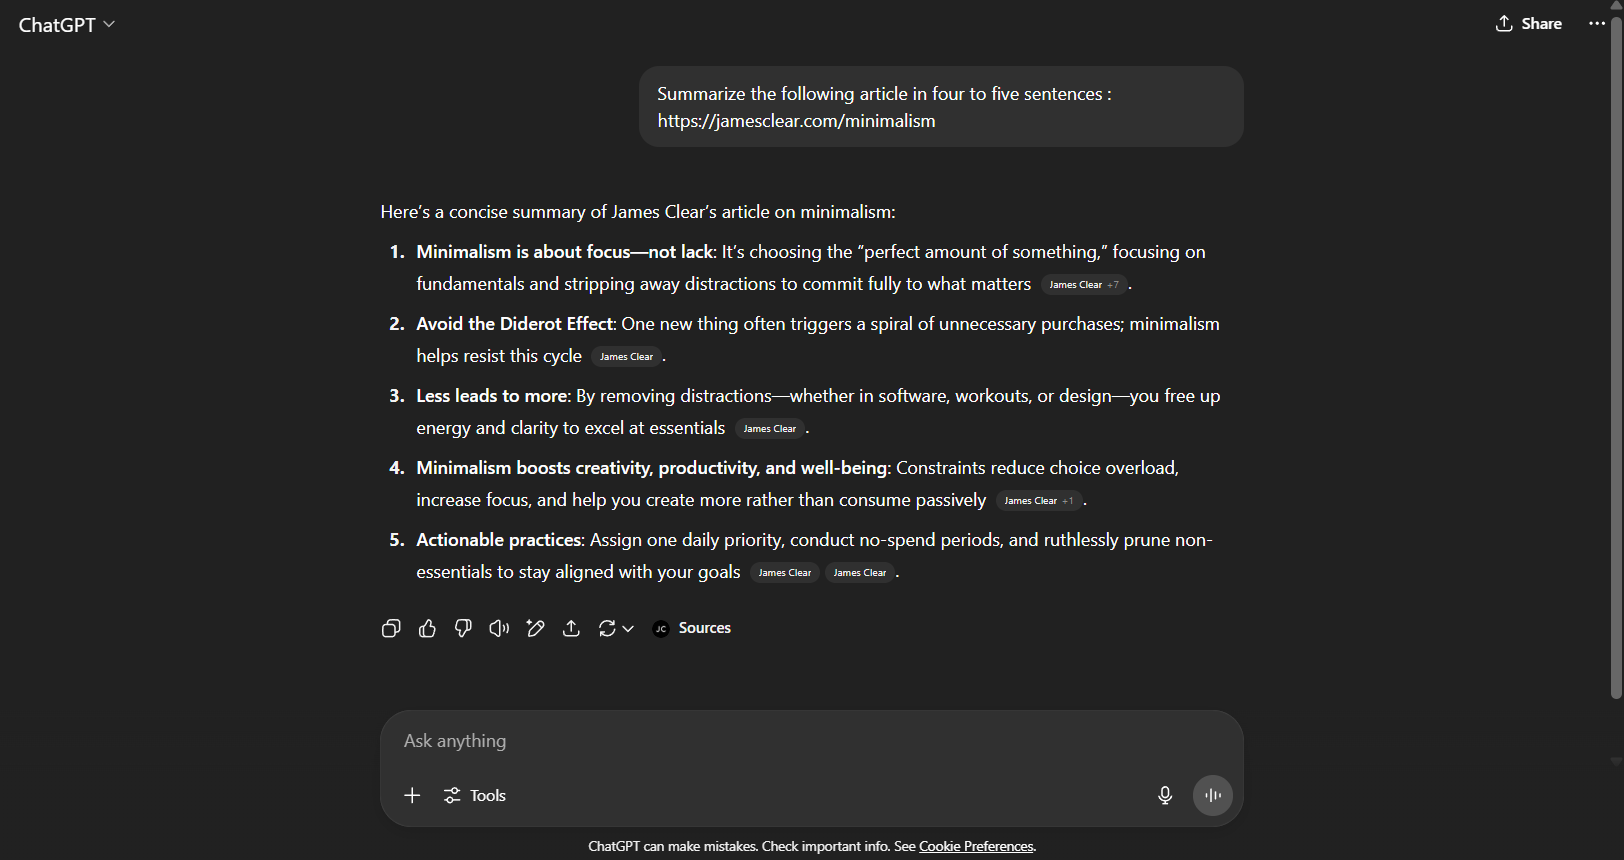 ChatGPT
Share
Summarize the following article in four to five sentences :
https://jamesclear.com/minimalism
Here’s a concise summary of James Clear’s article on minimalism:
1. Minimalism is about focus—not lack: It’s choosing the “perfect amount of something,” focusing on
fundamentals and stripping away distractions to commit fully to what matters James Clear +7.
2. Avoid the Diderot Effect: One new thing often triggers a spiral of unnecessary purchases; minimalism
helps resist this cycle James Clear.
3. Less leads to more: By removing distractions—whether in software, workouts, or design—you free up
energy and clarity to excel at essentials James Clear.
4. Minimalism boosts creativity, productivity, and well-being: Constraints reduce choice overload,
increase focus, and help you create more rather than consume passively James Clear +1.
5. Actionable practices: Assign one daily priority, conduct no-spend periods, and ruthlessly prune non-
essentials to stay aligned with your goals James Clear James Clear.
JC Sources
Ask anything
Tools
ChatGPT can make mistakes. Check important info. See Cookie Preferences.